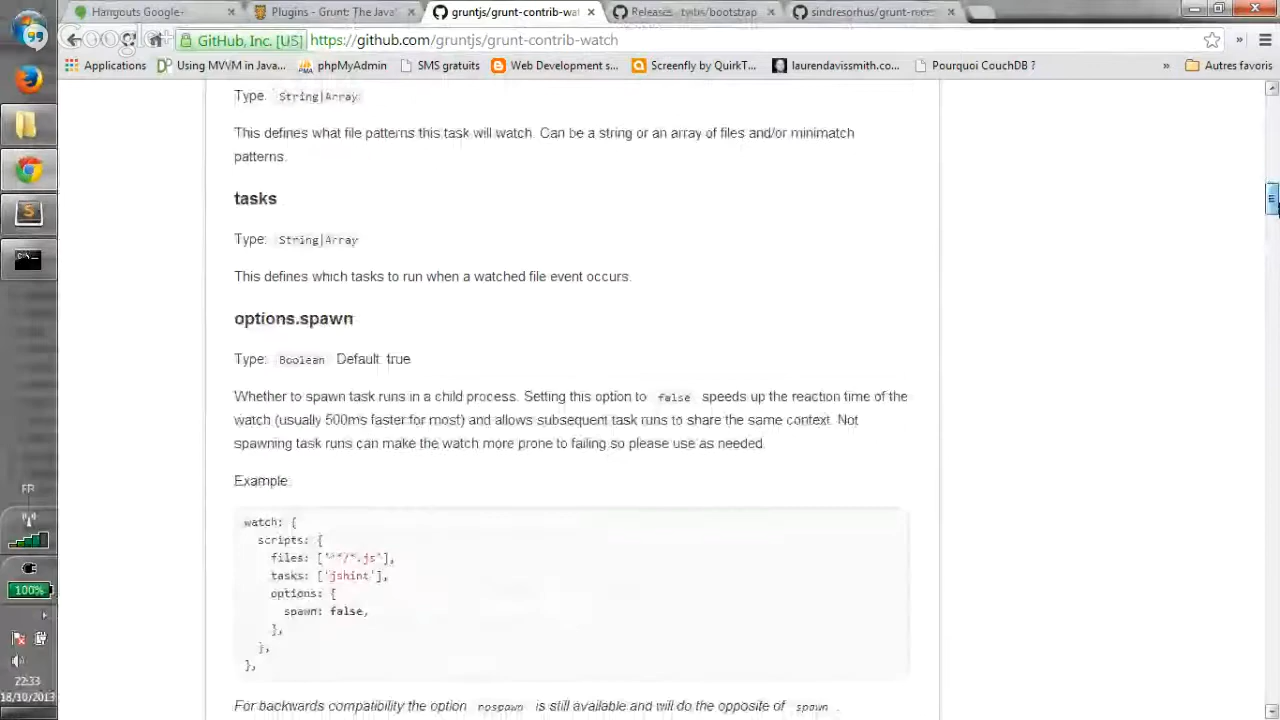 Hangouts Google+
Plugins - Grunt: The Java
gruntjs/grunt-contrib-wat
Releases · twbs/bootstrap
sindresorhus/grunt-recess
GitHub, Inc. [US]
https://github.com/gruntjs/grunt-contrib-watch
Applications
Using MVVM in Java...
phpMyAdmin
SMS gratuits
Web Development s...
Screenfly by QuirkT...
laurendavissmith.co...
Pourquoi CouchDB ?
»
Autres favoris
Type: String|Array
This defines what file patterns this task will watch. Can be a string or an array of files and/or minimatch
patterns.
tasks
Type: String|Array
This defines which tasks to run when a watched file event occurs.
options.spawn
Type: Boolean Default: true
Whether to spawn task runs in a child process. Setting this option to false speeds up the reaction time of the
watch (usually 500ms faster for most) and allows subsequent task runs to share the same context. Not
spawning task runs can make the watch more prone to failing so please use as needed.
Example:
watch: {
scripts: {
files: ['**/*.js'],
tasks: ['jshint'],
options: {
spawn: false,
},
},
},
For backwards compatibility the option nospawn is still available and will do the opposite of spawn .
FR
100%
22:33
18/10/2013